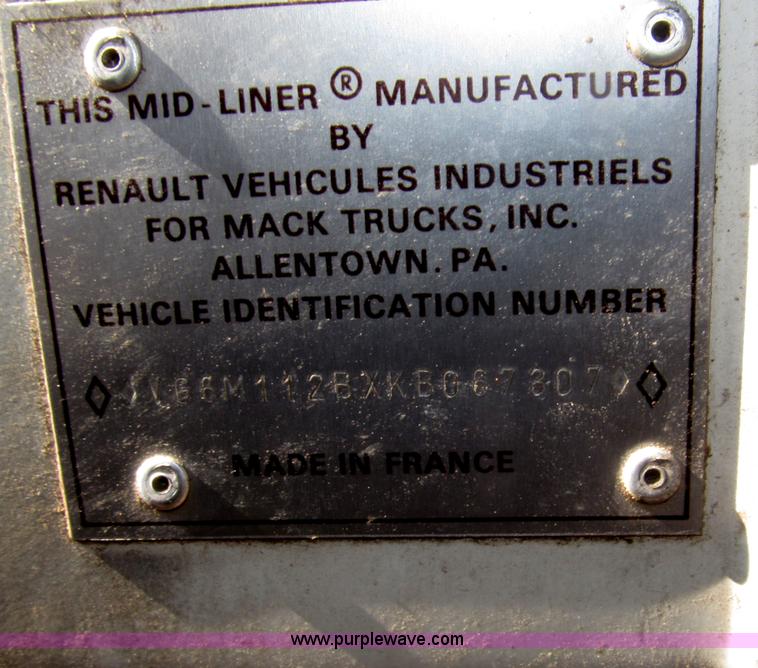 THIS MID-LINER ® MANUFACTURED
BY
RENAULT VEHICULES INDUSTRIELS
FOR MACK TRUCKS, INC.
ALLENTOWN. PA.
VEHICLE IDENTIFICATION NUMBER
VG6M112BXKB067307
MADE IN FRANCE
www.purplewave.com